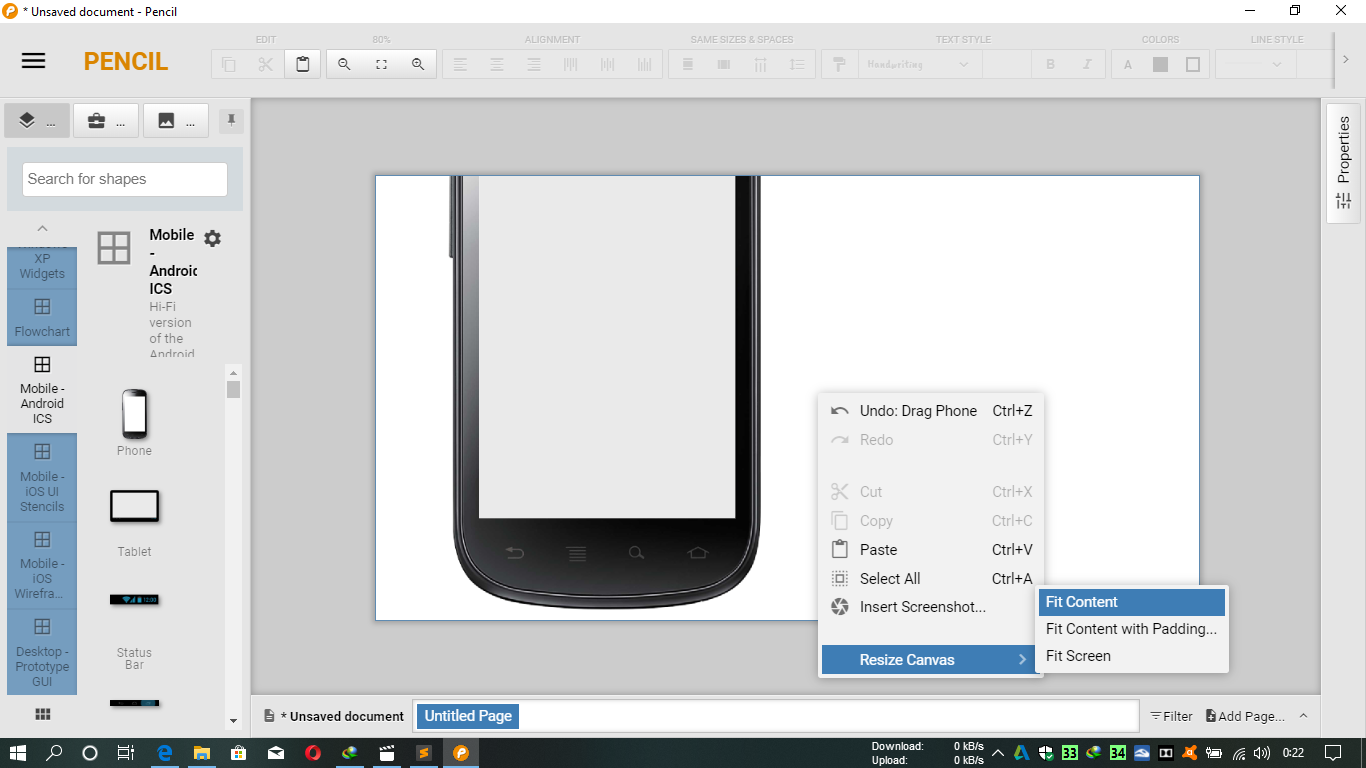 * Unsaved document - Pencil
PENCIL
EDIT
80%
ALIGNMENT
SAME SIZES & SPACES
TEXT STYLE
COLORS
LINE STYLE
Handwriting
B
I
A
...
...
...
Search for shapes
XP
Widgets
Flowchart
Mobile -
Android
ICS
Mobile -
iOS UI
Stencils
Mobile -
iOS
Wirefra...
Desktop -
Prototype
GUI
Mobile
-
Android
ICS
Hi-Fi
version
of the
Android
Phone
Tablet
12:00
Status
Bar
Undo: Drag Phone Ctrl+Z
Redo Ctrl+Y
Cut Ctrl+X
Copy Ctrl+C
Paste Ctrl+V
Select All Ctrl+A
Insert Screenshot...
Resize Canvas
Fit Content
Fit Content with Padding...
Fit Screen
Properties
* Unsaved document
Untitled Page
Filter
Add Page...
Download: 0 kB/s
Upload: 0 kB/s
33
34
0:22